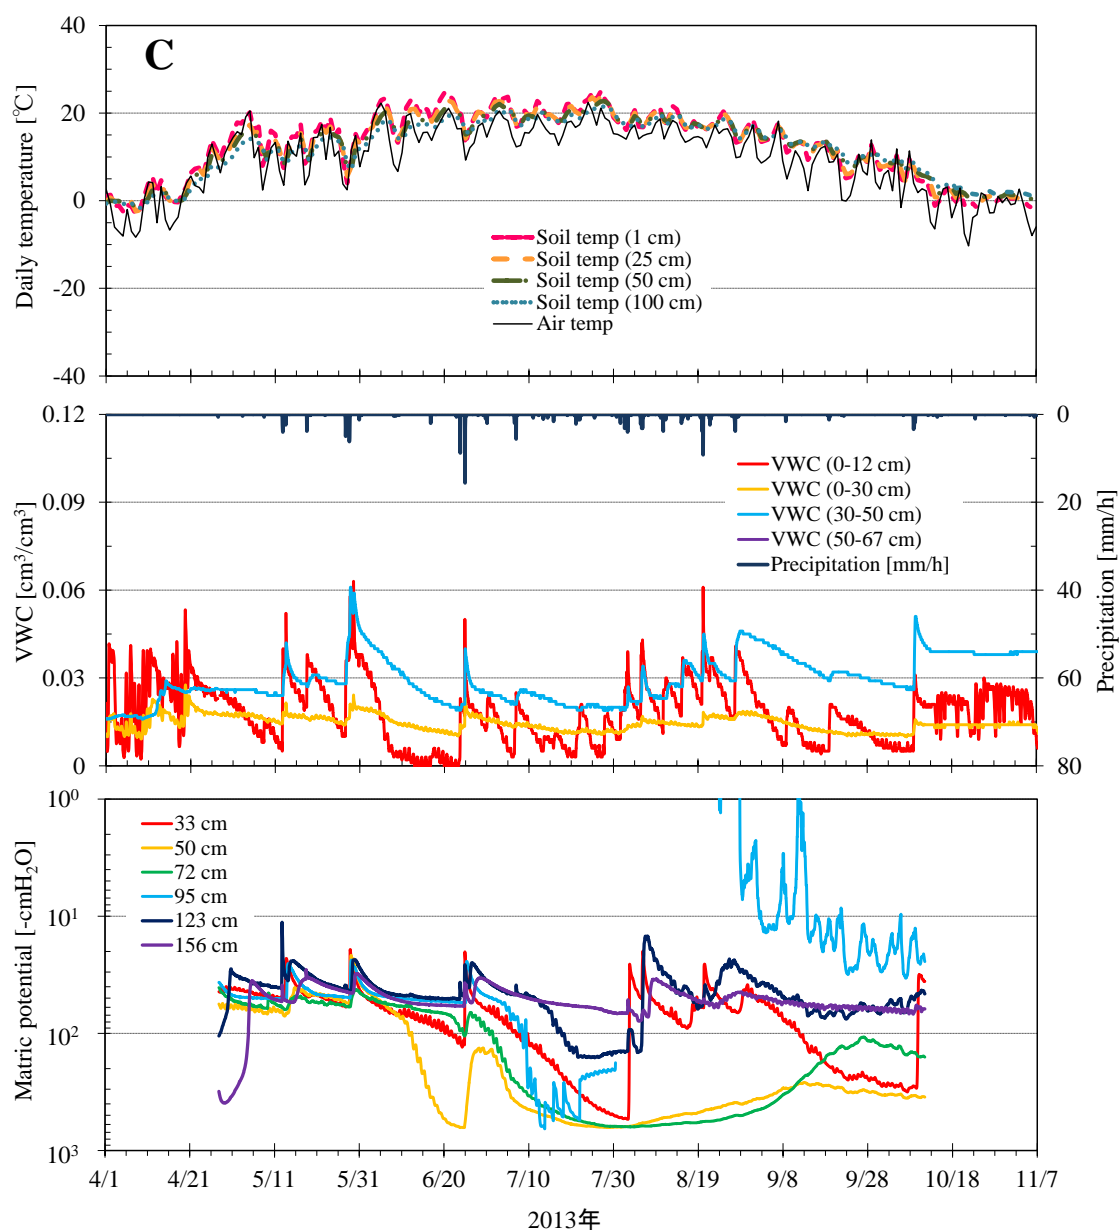 C
Daily temperature [℃]
40
20
0
-20
-40
Soil temp (1 cm)
Soil temp (25 cm)
Soil temp (50 cm)
Soil temp (100 cm)
Air temp
VWC [cm³/cm³]
0.12
0.09
0.06
0.03
0
VWC (0-12 cm)
VWC (0-30 cm)
VWC (30-50 cm)
VWC (50-67 cm)
Precipitation [mm/h]
0
20
40
60
80
Precipitation [mm/h]
Matric potential [-cmH₂O]
10⁰
10¹
10²
10³
33 cm
50 cm
72 cm
95 cm
123 cm
156 cm
4/1 4/21 5/11 5/31 6/20 7/10 7/30 8/19 9/8 9/28 10/18 11/7
2013年